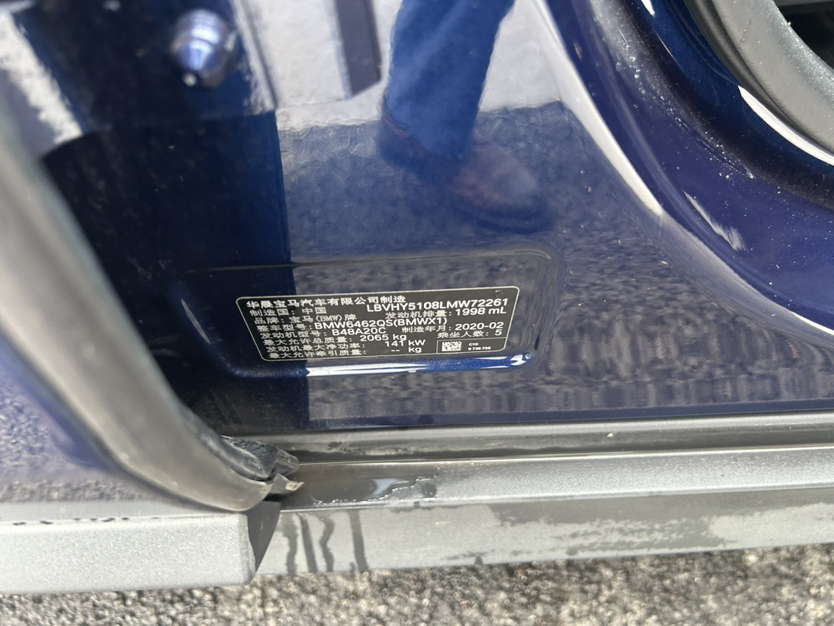 华晨宝马汽车有限公司制造
制造国: 中国 LBVHY5108LMW72261
品牌: 宝马(BMW)牌 发动机排量: 1998 mL
整车型号: BMW6462QS(BMWX1)
发动机型号: B48A20C 制造年月: 2020-02
最大允许总质量: 2065 kg 乘坐人数: 5
发动机最大净功率: 141 kW
最大允许牵引质量: -- kg